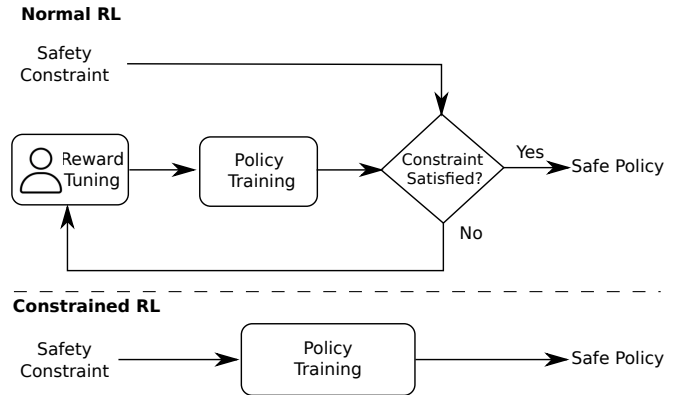 Normal RL
Safety
Constraint
Reward
Tuning
Policy
Training
Constraint
Satisfied?
Yes
Safe Policy
No
Constrained RL
Safety
Constraint
Policy
Training
Safe Policy